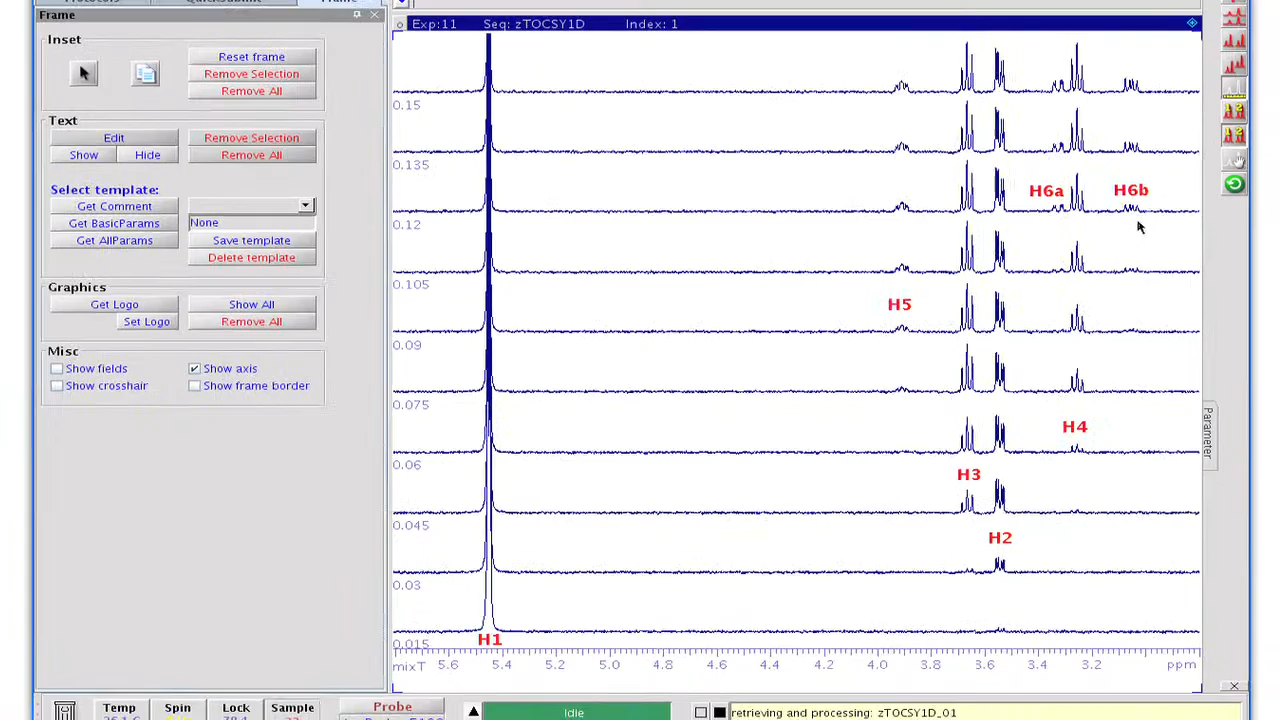 Protocols QuickSubmit Frame
Frame
Inset
Reset frame
Remove Selection
Remove All
Text
Edit Remove Selection
Show Hide Remove All
Select template:
Get Comment
Get BasicParams None
Get AllParams Save template
Delete template
Graphics
Get Logo Show All
Set Logo Remove All
Misc
Show fields Show axis
Show crosshair Show frame border
Exp:11 Seq: zTOCSY1D Index: 1
0.15
0.135
H6a H6b
0.12
0.105
H5
0.09
0.075
H4
0.06
H3
0.045
H2
0.03
H1
0.015
mixT 5.6 5.4 5.2 5.0 4.8 4.6 4.4 4.2 4.0 3.8 3.6 3.4 3.2 ppm
Parameter
Temp Spin Lock Sample Probe
Idle
retrieving and processing: zTOCSY1D_01